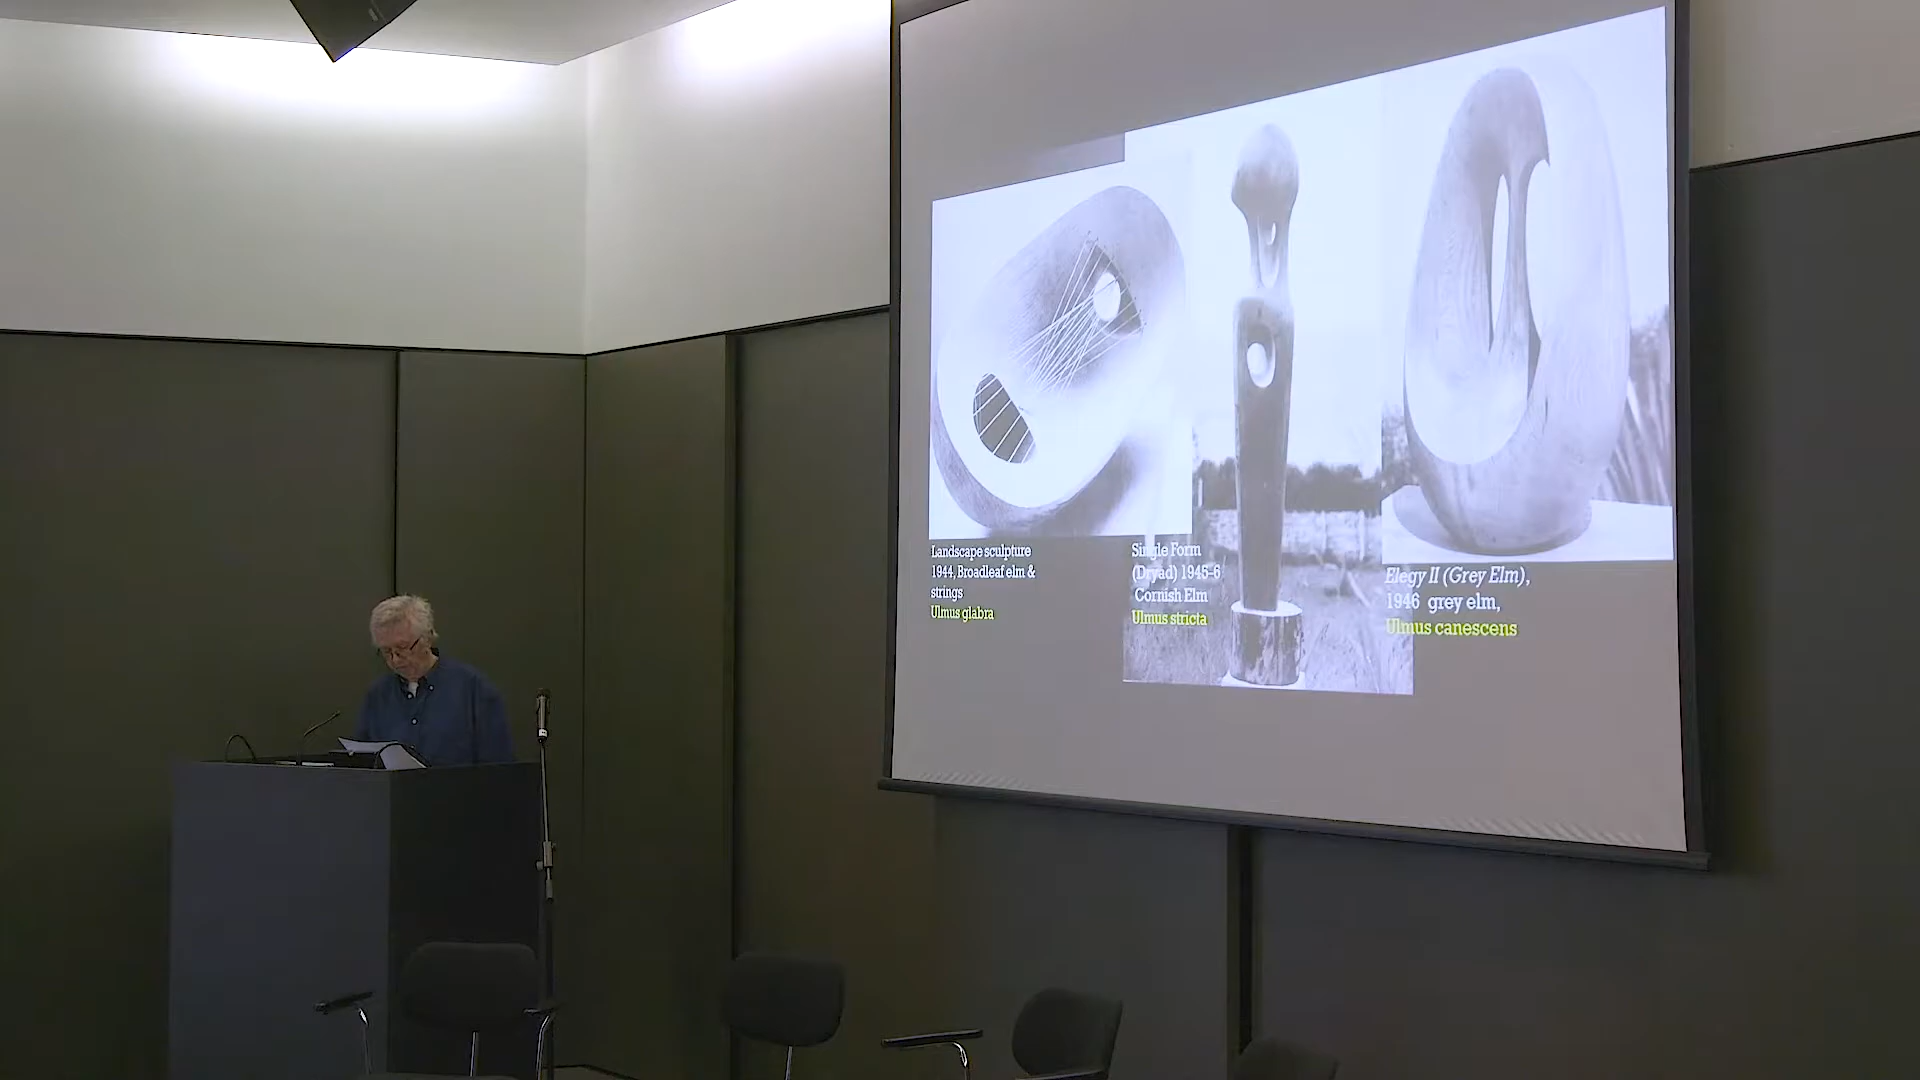 Landscape sculpture
1944, Broadleaf elm &
strings
Ulmus glabra
Single Form
(Dryad) 1945-6
Cornish Elm
Ulmus stricta
Elegy II (Grey Elm),
1946 grey elm,
Ulmus canescens